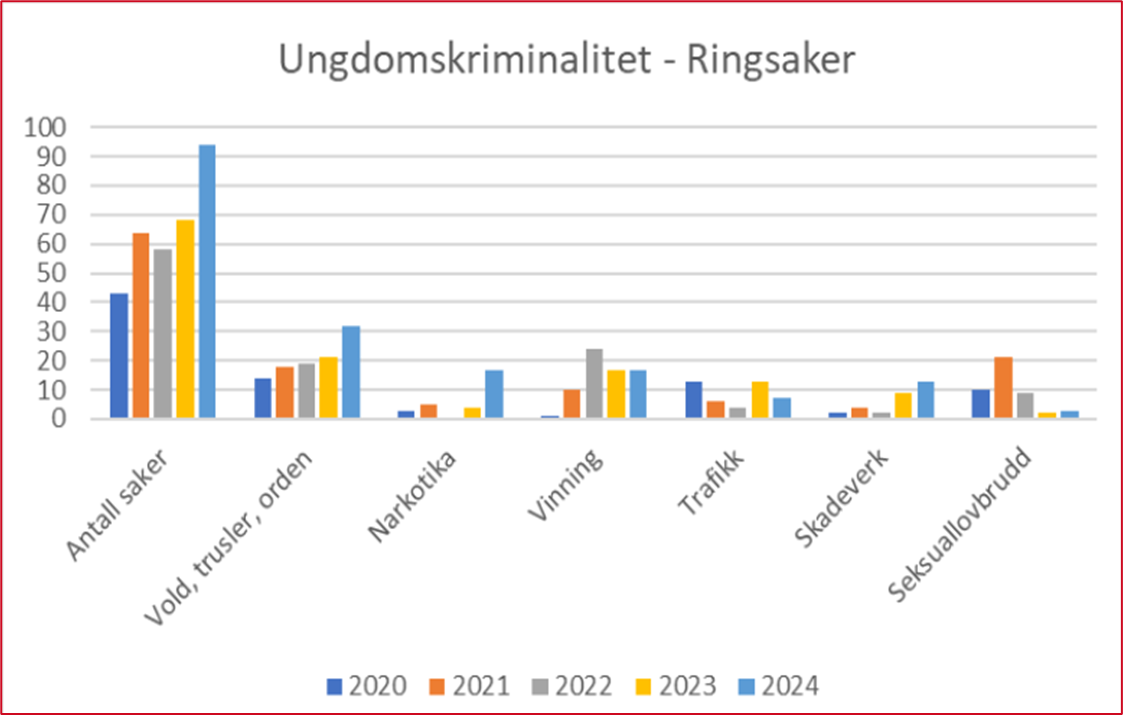 Ungdomskriminalitet - Ringsaker
100
90
80
70
60
50
40
30
20
10
0
Antall saker
Vold, trusler, orden
Narkotika
Vinning
Trafikk
Skadeverk
Seksuallovbrudd
2020 2021 2022 2023 2024